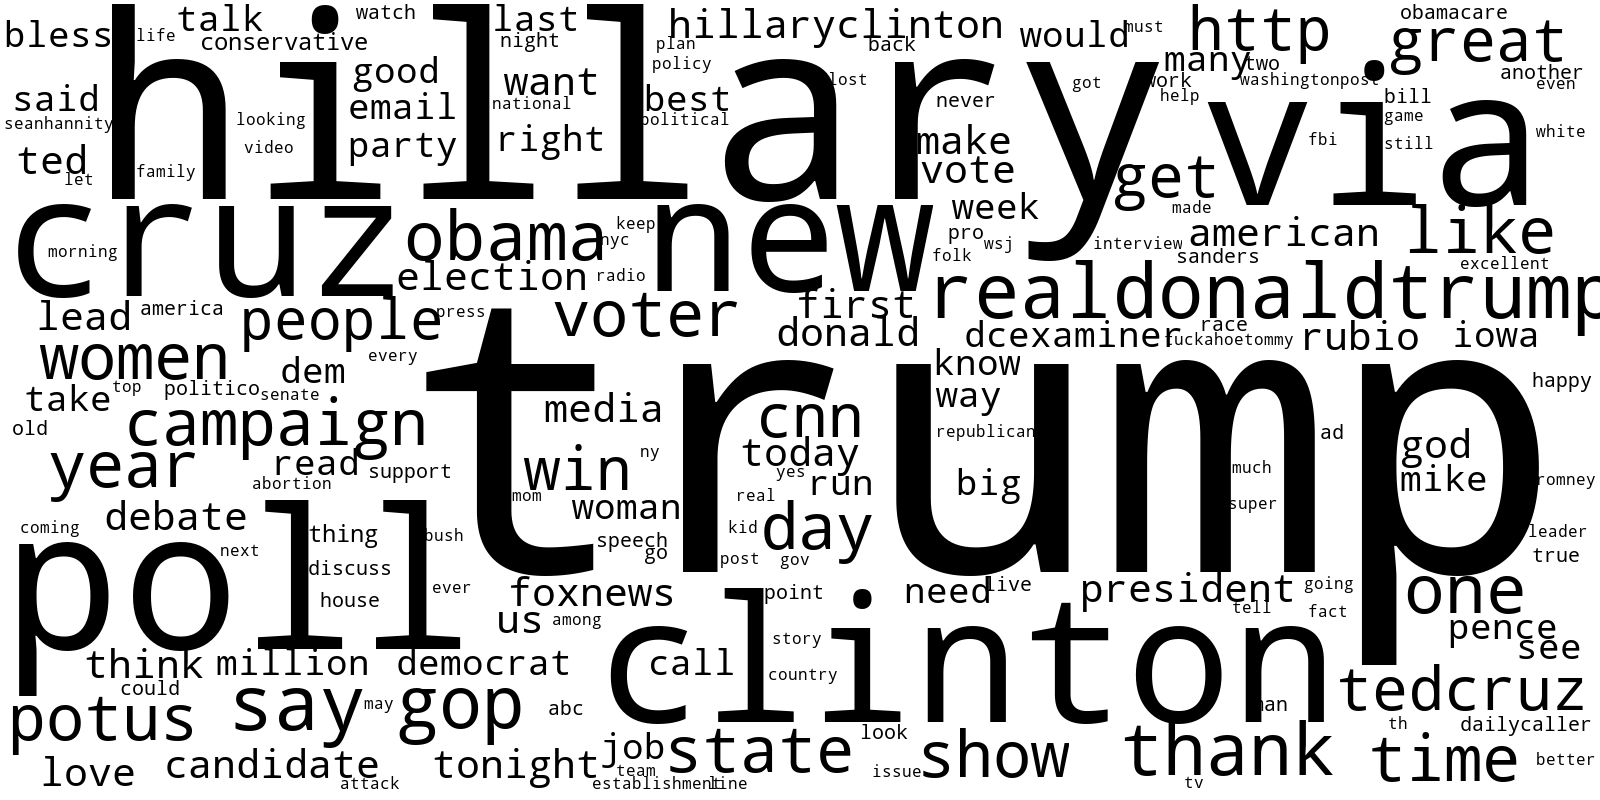 bless
life
talk
conservative
watch
last
night
hillaryclinton
plan
back
policy
would
must
http
many
two
obamacare
great
another
even
said
seanhannity
ted
let
family
looking
video
hillary
good
email
party
want
national
right
best
political
lost
never
make
vote
got
work
help
washingtonpost
via
bill
game
fbi
still
white
get
made
cruz
morning
obama
keep
nyc
election
radio
new
week
pro
wsj
folk
interview
american
sanders
like
excellent
lead
america
people
press
voter
first
donald
realdonaldtrump
dcexaminer
race
fuckahoetommy
rubio
iowa
women
dem
every
take
top
politico
senate
old
campaign
trump
media
cnn
know
way
republican
ad
happy
god
mike
romney
year
read
support
abortion
win
ny
today
yes
run
big
much
super
mom
woman
real
kid
day
speech
go
post
gov
leader
true
coming
debate
next
thing
discuss
house
bush
ever
poll
foxnews
us
among
point
need
live
president
going
tell
fact
one
pence
see
think
million
democrat
call
story
country
clinton
could
potus
say
may
gop
abc
man
tedcruz
th
dailycaller
love
candidate
attack
tonight
job
team
establishment
line
state
look
issue
show
thank
tv
time
better